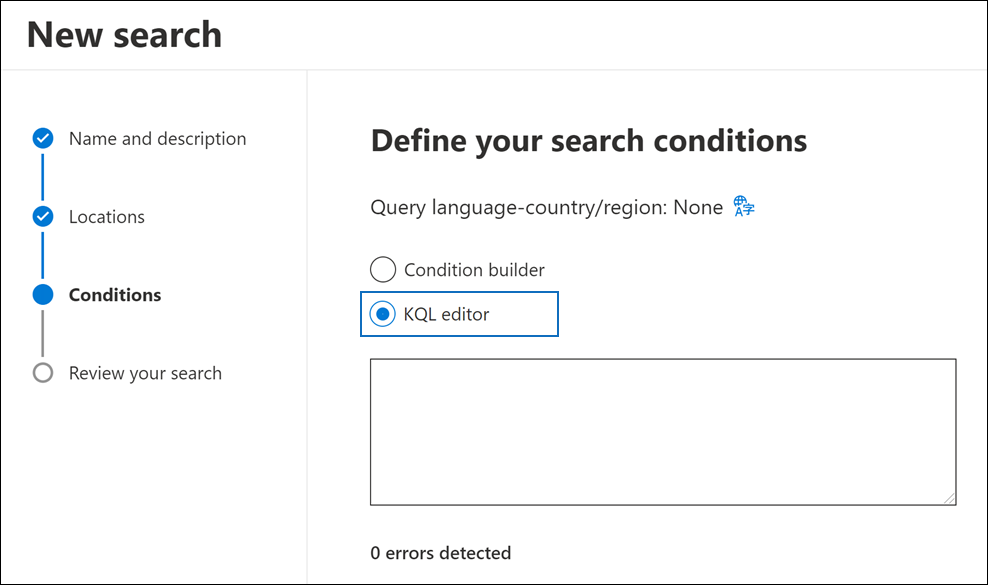 New search
Name and description
Locations
Conditions
Review your search
Define your search conditions
Query language-country/region: None
Condition builder
KQL editor
0 errors detected